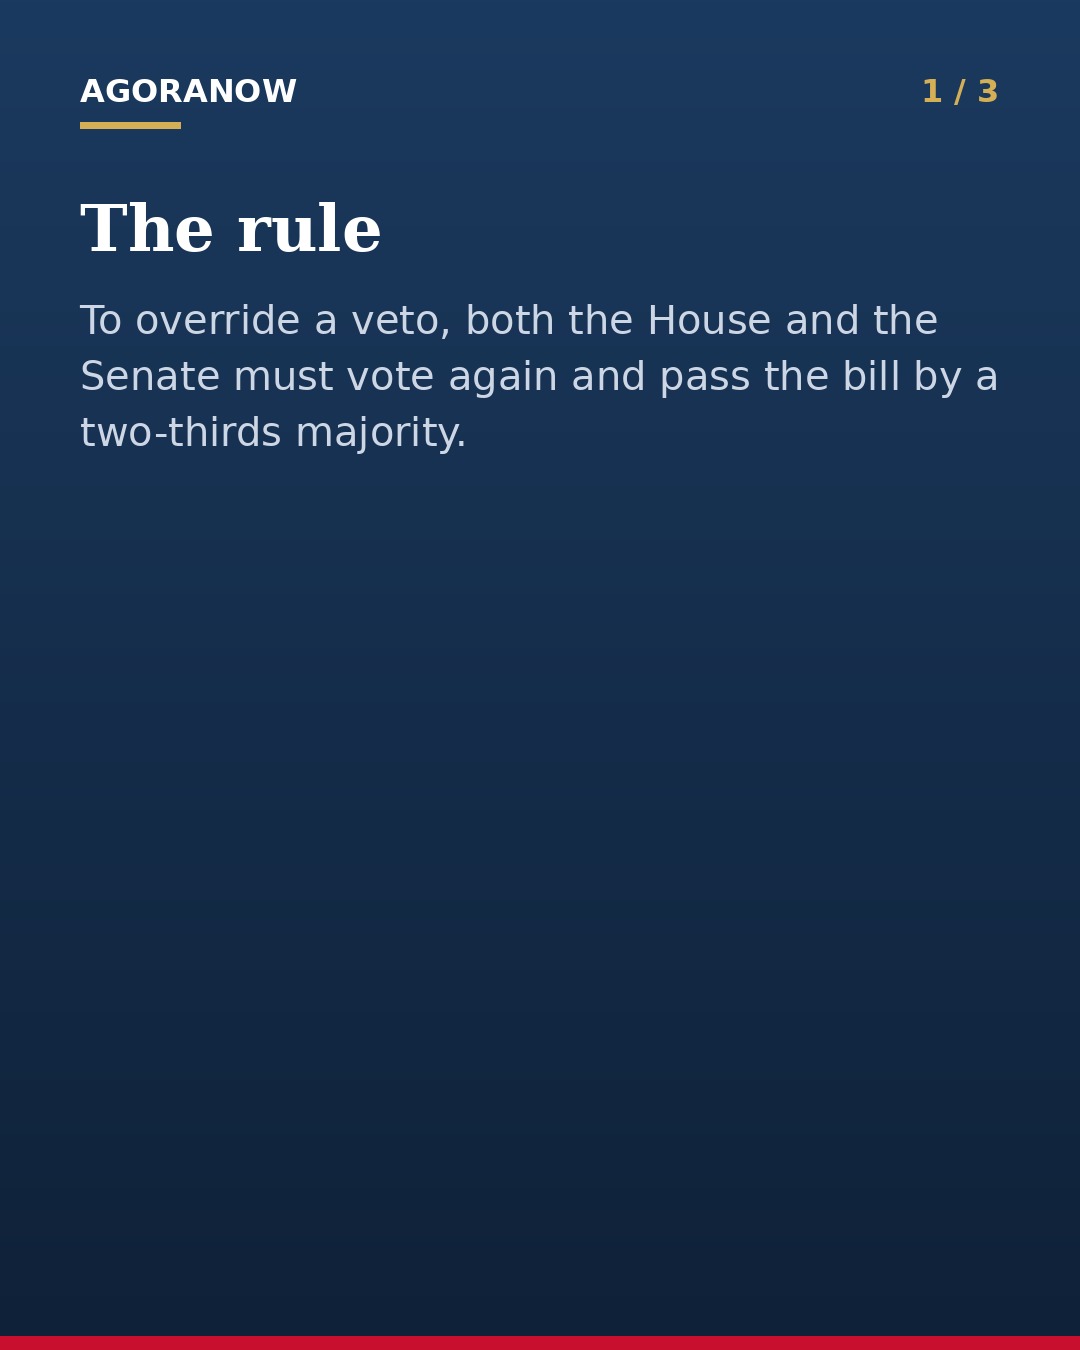 AGORANOW
1 / 3
The rule
To override a veto, both the House and the
Senate must vote again and pass the bill by a
two-thirds majority.